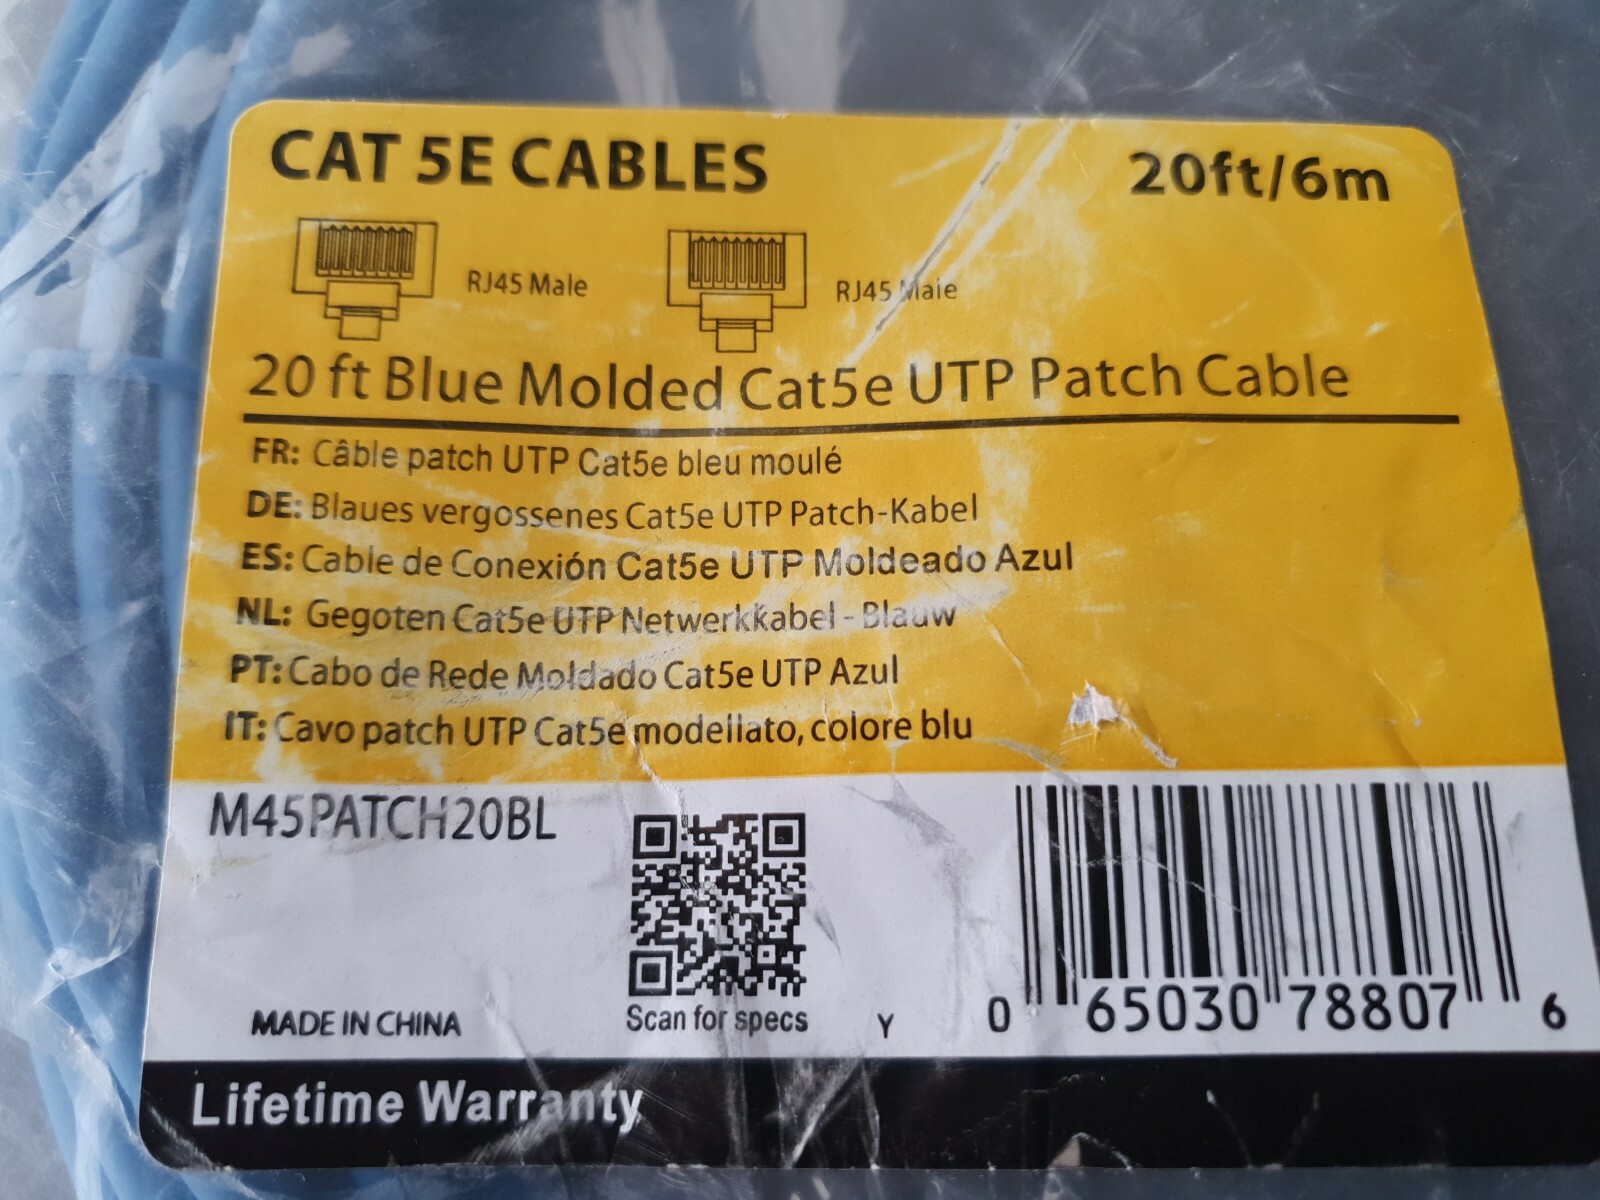 CAT 5E CABLES 20ft/6m
RJ45 Male RJ45 Male
20 ft Blue Molded Cat5e UTP Patch Cable
FR: Câble patch UTP Cat5e bleu moulé
DE: Blaues vergossenes Cat5e UTP Patch-Kabel
ES: Cable de Conexión Cat5e UTP Moldeado Azul
NL: Gegoten Cat5e UTP Netwerkkabel - Blauw
PT: Cabo de Rede Moldado Cat5e UTP Azul
IT: Cavo patch UTP Cat5e modellato, colore blu
M45PATCH20BL
MADE IN CHINA
Scan for specs
Y
0 65030 78807 6
Lifetime Warranty